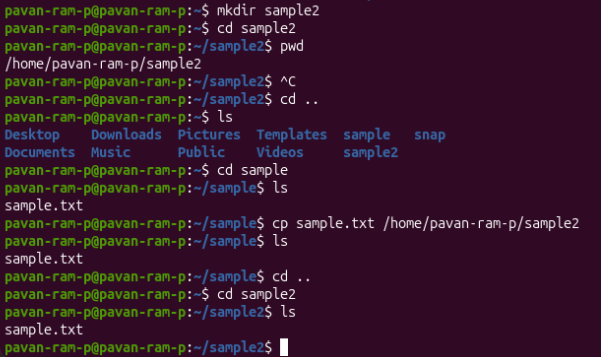 pavan-ram-p@pavan-ram-p:~$ mkdir sample2
pavan-ram-p@pavan-ram-p:~$ cd sample2
pavan-ram-p@pavan-ram-p:~/sample2$ pwd
/home/pavan-ram-p/sample2
pavan-ram-p@pavan-ram-p:~/sample2$ ^C
pavan-ram-p@pavan-ram-p:~/sample2$ cd ..
pavan-ram-p@pavan-ram-p:~$ ls
Desktop    Downloads  Pictures  Templates  sample   snap
Documents  Music      Public    Videos     sample2
pavan-ram-p@pavan-ram-p:~$ cd sample
pavan-ram-p@pavan-ram-p:~/sample$ ls
sample.txt
pavan-ram-p@pavan-ram-p:~/sample$ cp sample.txt /home/pavan-ram-p/sample2
pavan-ram-p@pavan-ram-p:~/sample$ ls
sample.txt
pavan-ram-p@pavan-ram-p:~/sample$ cd ..
pavan-ram-p@pavan-ram-p:~$ cd sample2
pavan-ram-p@pavan-ram-p:~/sample2$ ls
sample.txt
pavan-ram-p@pavan-ram-p:~/sample2$